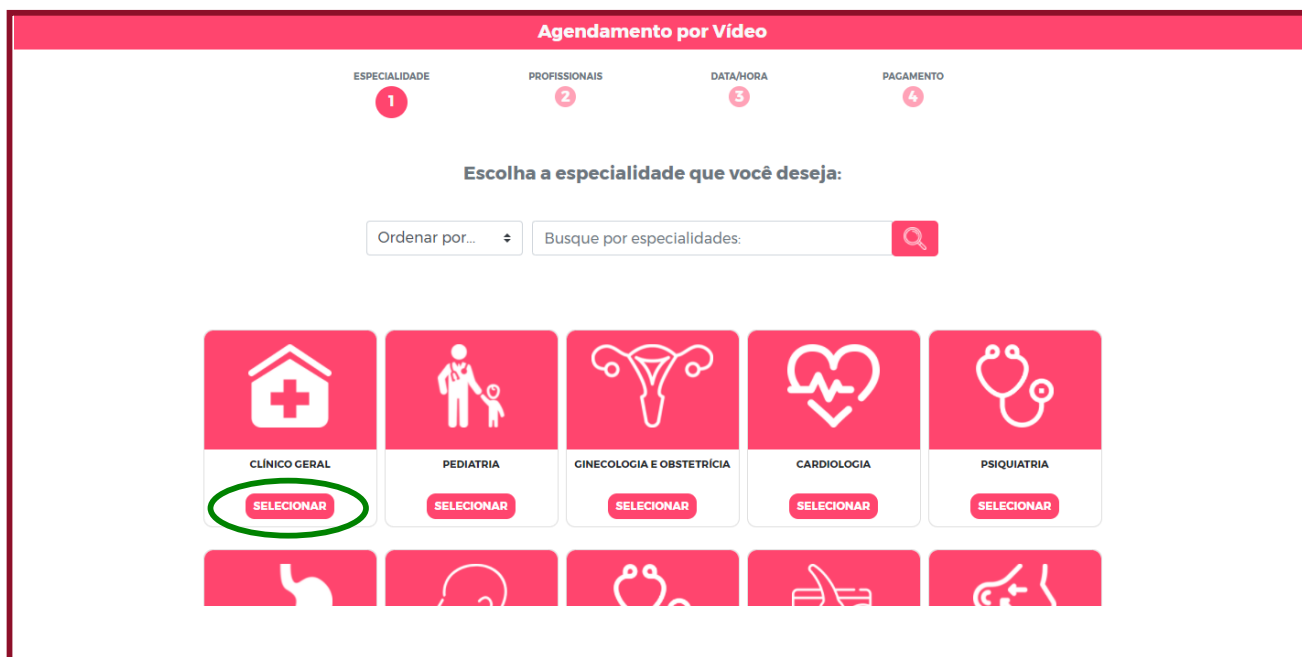 Agendamento por Vídeo
ESPECIALIDADE PROFISSIONAIS DATA/HORA PAGAMENTO
1 2 3 4
Escolha a especialidade que você deseja:
Ordenar por... Busque por especialidades:
CLÍNICO GERAL PEDIATRIA GINECOLOGIA E OBSTETRÍCIA CARDIOLOGIA PSIQUIATRIA
SELECIONAR SELECIONAR SELECIONAR SELECIONAR SELECIONAR